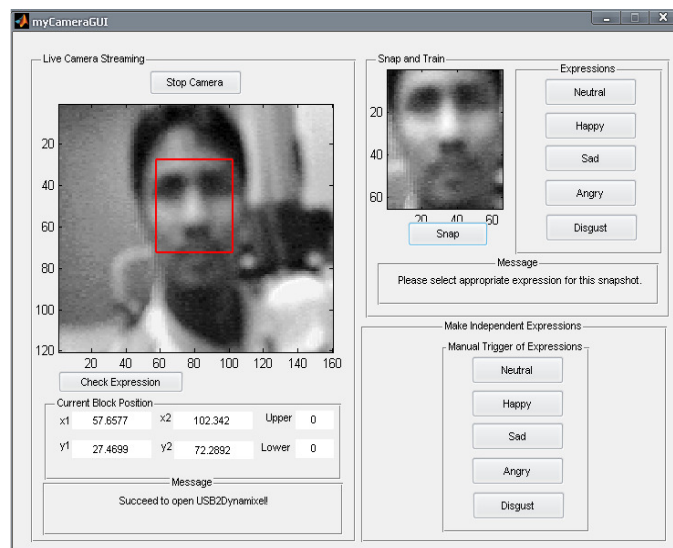 myCameraGUI
Live Camera Streaming
Stop Camera
20
40
60
80
100
120
20 40 60 80 100 120 140 160
Check Expression
Current Block Position
x1 57.6577 x2 102.342 Upper 0
y1 27.4699 y2 72.2892 Lower 0
Message
Succeed to open USB2Dynamixel!
Snap and Train
0
20
40
60
20 40 60
Snap
Expressions
Neutral
Happy
Sad
Angry
Disgust
Message
Please select appropriate expression for this snapshot.
Make Independent Expressions
Manual Trigger of Expressions
Neutral
Happy
Sad
Angry
Disgust